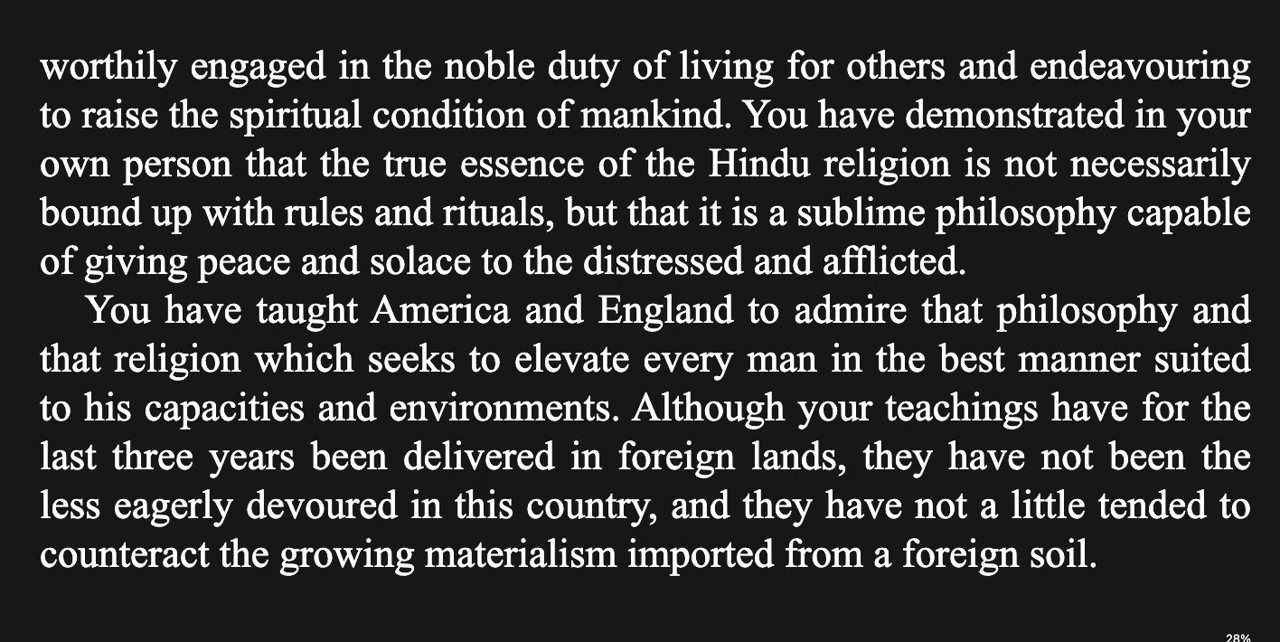 worthily engaged in the noble duty of living for others and endeavouring
to raise the spiritual condition of mankind. You have demonstrated in your
own person that the true essence of the Hindu religion is not necessarily
bound up with rules and rituals, but that it is a sublime philosophy capable
of giving peace and solace to the distressed and afflicted.
You have taught America and England to admire that philosophy and
that religion which seeks to elevate every man in the best manner suited
to his capacities and environments. Although your teachings have for the
last three years been delivered in foreign lands, they have not been the
less eagerly devoured in this country, and they have not a little tended to
counteract the growing materialism imported from a foreign soil.
28%